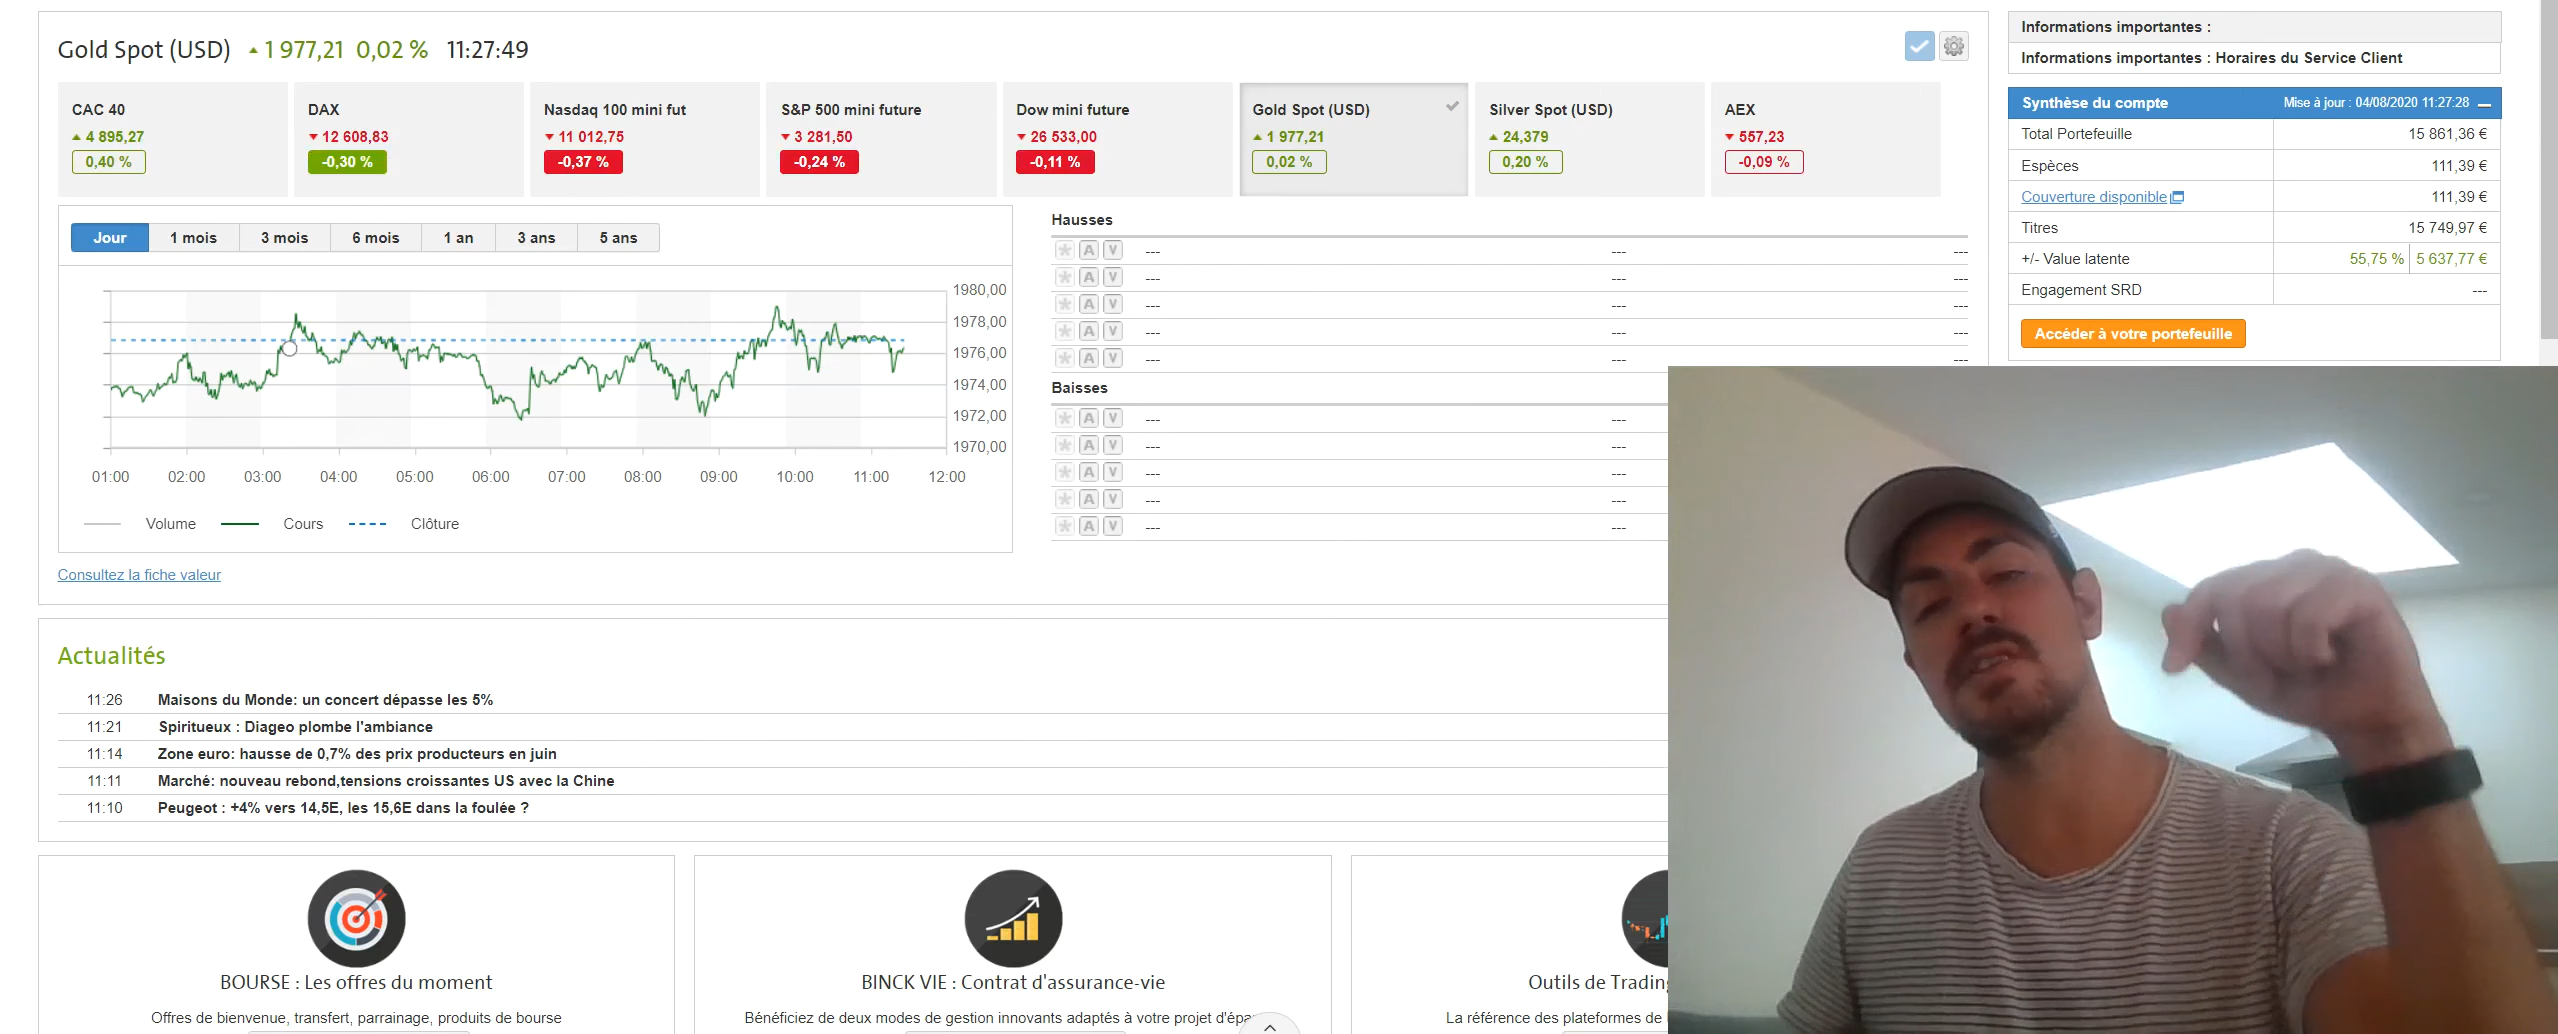 Gold Spot (USD) 1 977,21 0,02 % 11:27:49
CAC 40
4 895,27
0,40 %
DAX
12 608,83
-0,30 %
Nasdaq 100 mini fut
11 012,75
-0,37 %
S&P 500 mini future
3 281,50
-0,24 %
Dow mini future
26 533,00
-0,11 %
Gold Spot (USD)
1 977,21
0,02 %
Silver Spot (USD)
24,379
0,20 %
AEX
557,23
-0,09 %
Jour 1 mois 3 mois 6 mois 1 an 3 ans 5 ans
1980,00
1978,00
1976,00
1974,00
1972,00
1970,00
01:00 02:00 03:00 04:00 05:00 06:00 07:00 08:00 09:00 10:00 11:00 12:00
Volume Cours Clôture
Consultez la fiche valeur
Hausses
A V --- --- ---
A V --- --- ---
A V --- --- ---
A V --- --- ---
A V --- --- ---
Baisses
A V --- ---
A V --- ---
A V --- ---
A V --- ---
A V --- ---
Informations importantes :
Informations importantes : Horaires du Service Client
Synthèse du compte Mise à jour : 04/08/2020 11:27:28
Total Portefeuille 15 861,36 €
Espèces 111,39 €
Couverture disponible 111,39 €
Titres 15 749,97 €
+/- Value latente 55,75 % 5 637,77 €
Engagement SRD ---
Accéder à votre portefeuille
Actualités
11:26 Maisons du Monde: un concert dépasse les 5%
11:21 Spiritueux : Diageo plombe l'ambiance
11:14 Zone euro: hausse de 0,7% des prix producteurs en juin
11:11 Marché: nouveau rebond,tensions croissantes US avec la Chine
11:10 Peugeot : +4% vers 14,5E, les 15,6E dans la foulée ?
BOURSE : Les offres du moment
Offres de bienvenue, transfert, parrainage, produits de bourse
BINCK VIE : Contrat d'assurance-vie
Bénéficiez de deux modes de gestion innovants adaptés à votre projet d'épa
Outils de Trading
La référence des plateformes de